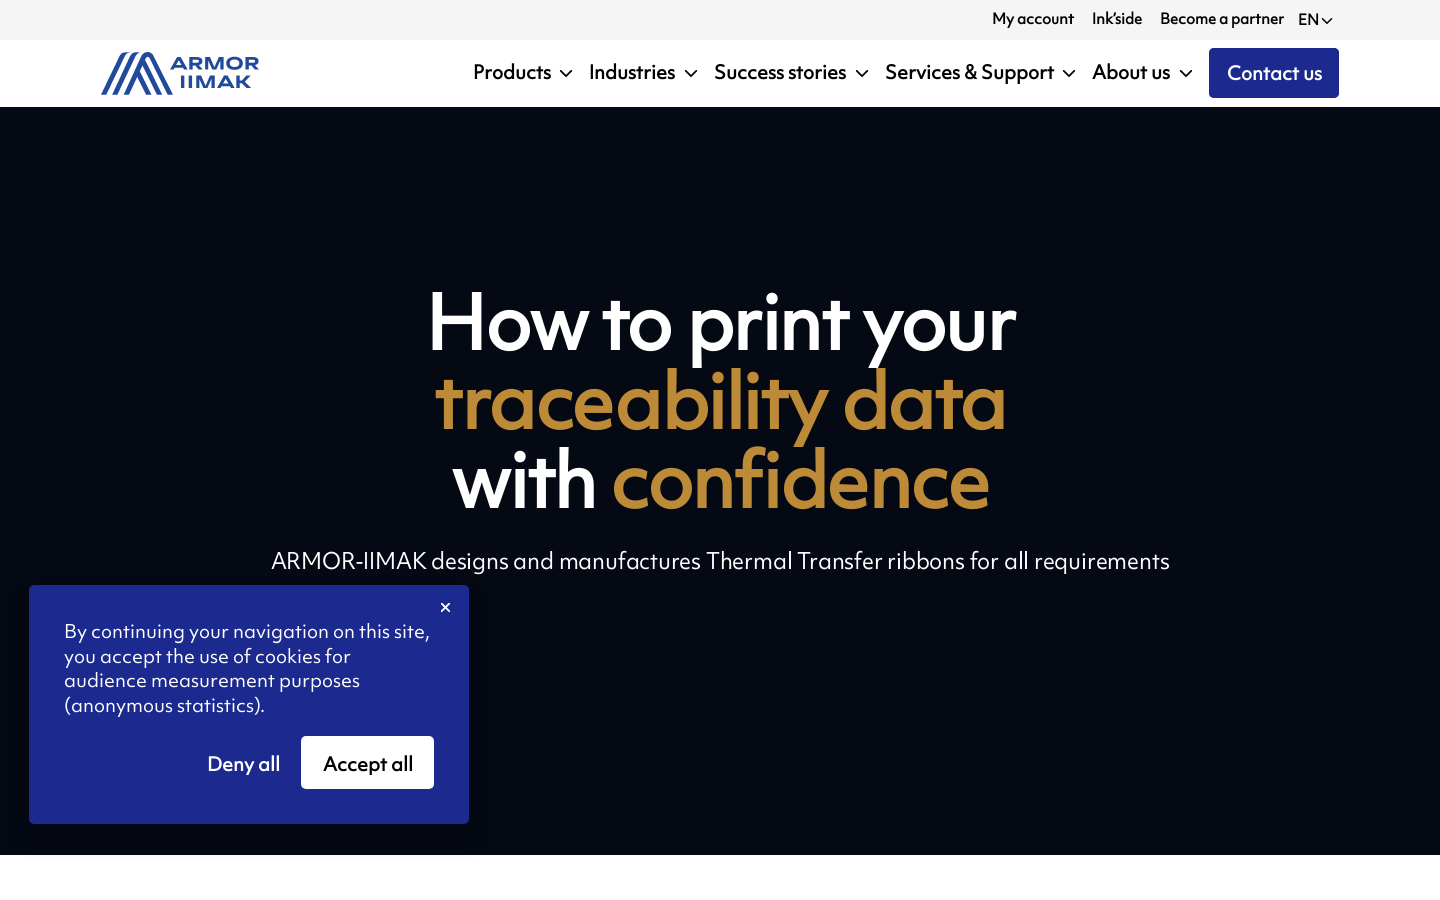 My account Ink'side Become a partner EN
ARMOR
IIMAK
Products Industries Success stories Services & Support About us Contact us
How to print your
traceability data
with confidence
ARMOR-IIMAK designs and manufactures Thermal Transfer ribbons for all requirements
By continuing your navigation on this site,
you accept the use of cookies for
audience measurement purposes
(anonymous statistics).
Deny all Accept all